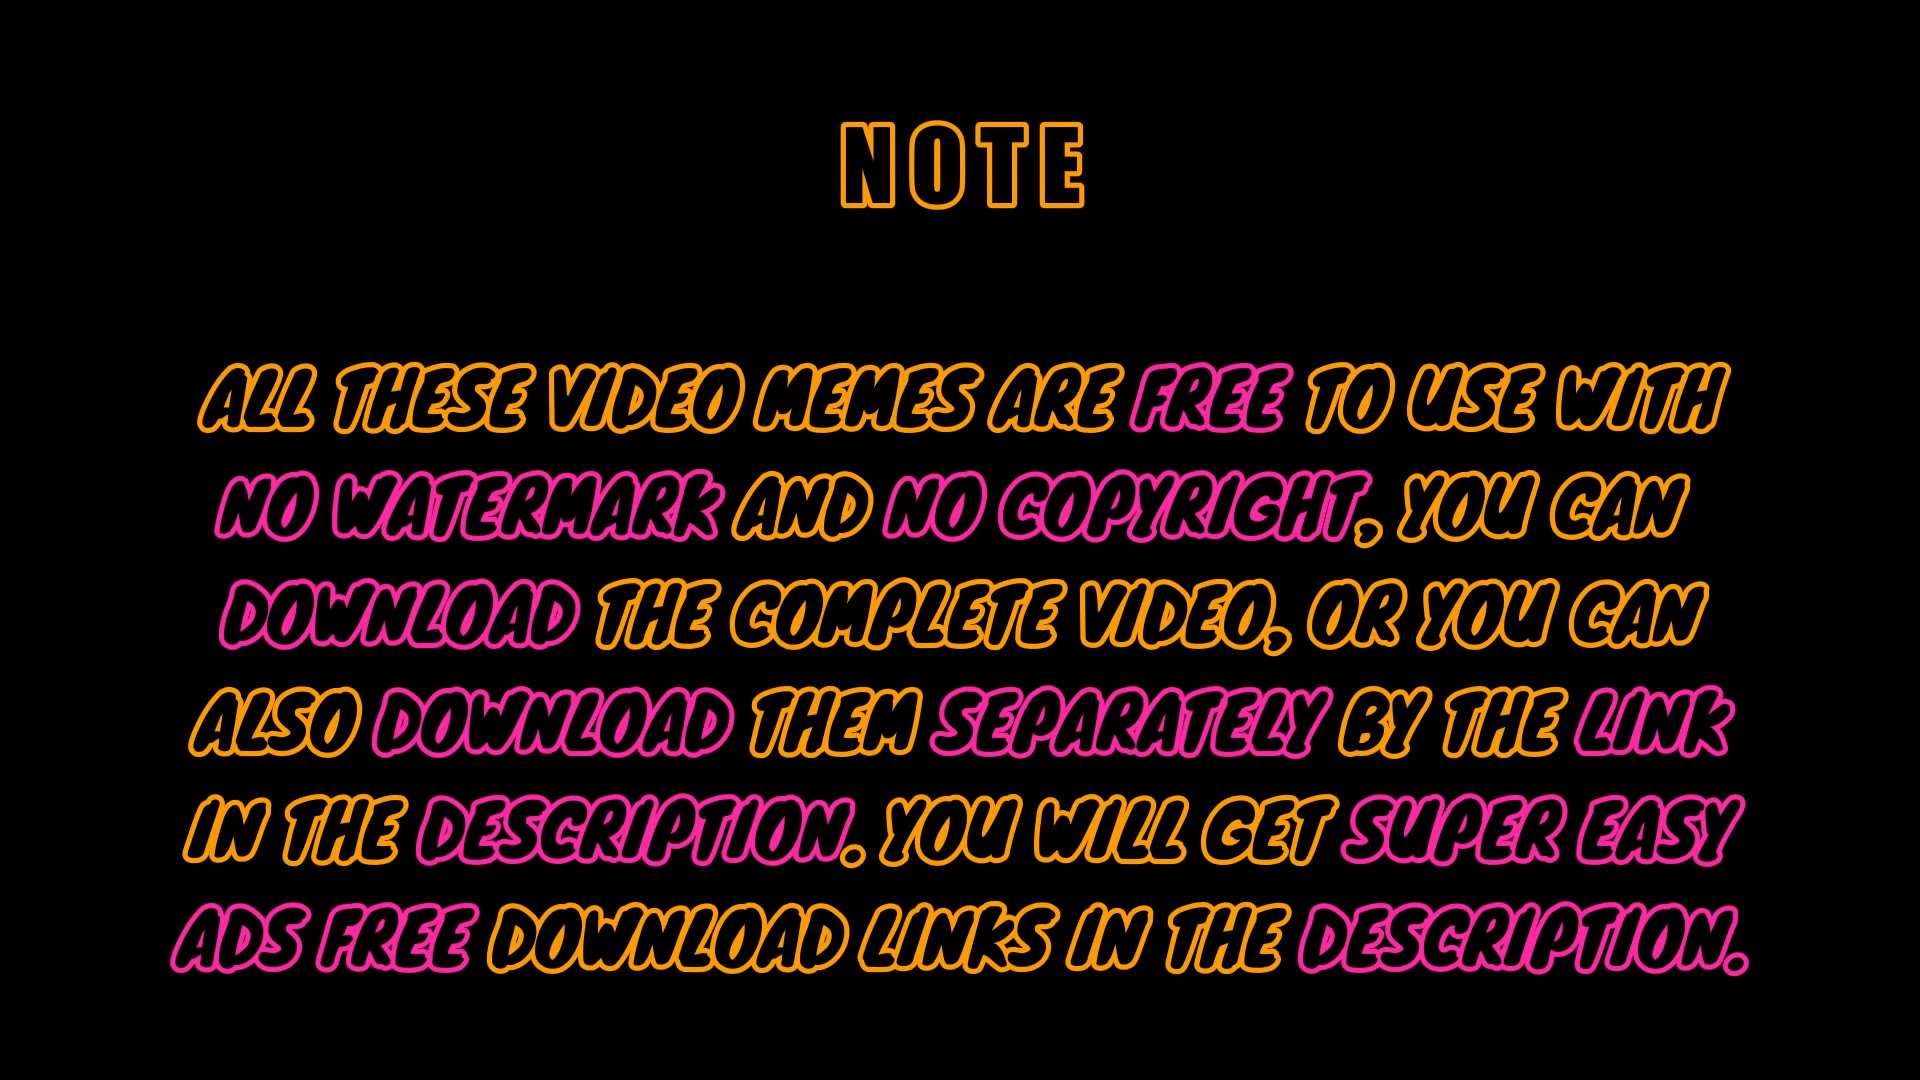 NOTE
ALL THESE VIDEO MEMES ARE FREE TO USE WITH
NO WATERMARK AND NO COPYRIGHT, YOU CAN
DOWNLOAD THE COMPLETE VIDEO, OR YOU CAN
ALSO DOWNLOAD THEM SEPARATELY BY THE LINK
IN THE DESCRIPTION. YOU WILL GET SUPER EASY
ADS FREE DOWNLOAD LINKS IN THE DESCRIPTION.